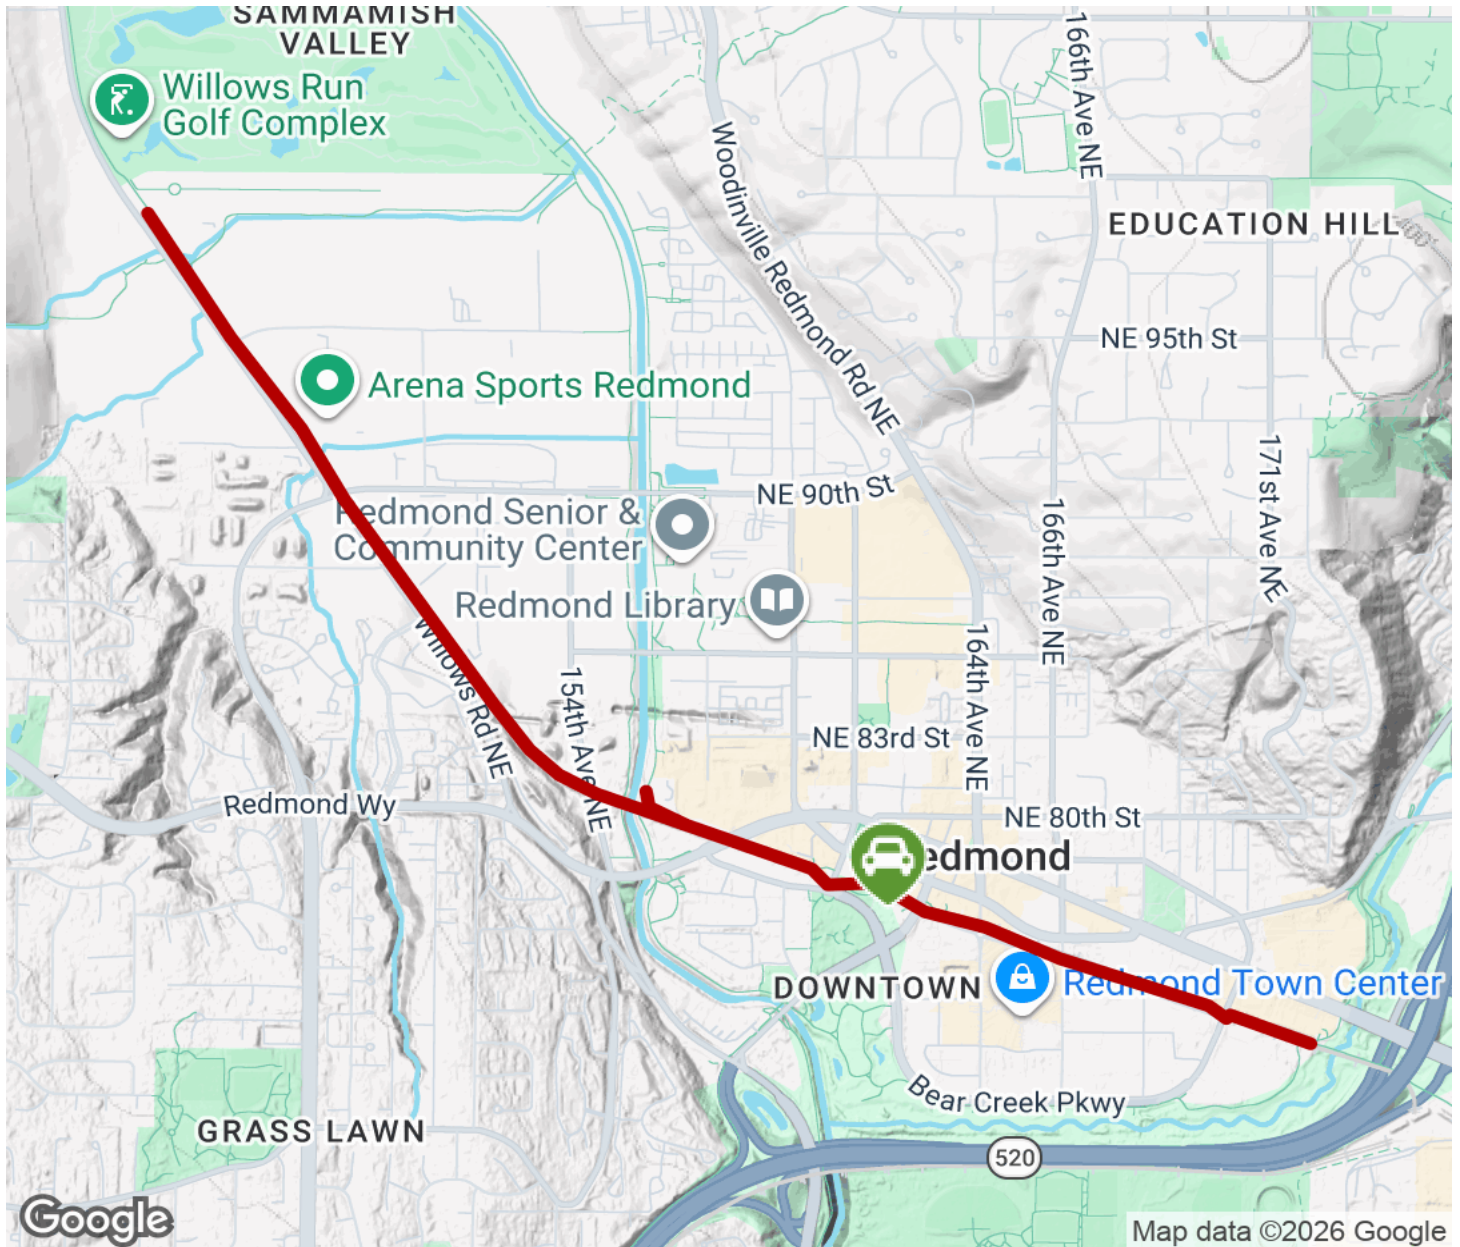 SAMMAMISH
VALLEY
166th Ave NE
Willows Run
Golf Complex
Woodinville Redmond Rd NE
EDUCATION HILL
400'
NE 95th St
Arena Sports Redmond
171st Ave NE
NE 90th St
Redmond Senior &
Community Center
166th Ave NE
Redmond Library
Willows Rd NE
164th Ave NE
154th Ave NE
NE 83rd St
Redmond Wy
NE 80th St
edmond
DOWNTOWN
Redmond Town Center
Bear Creek Pkwy
GRASS LAWN
520
Google
Map data ©2026 Google